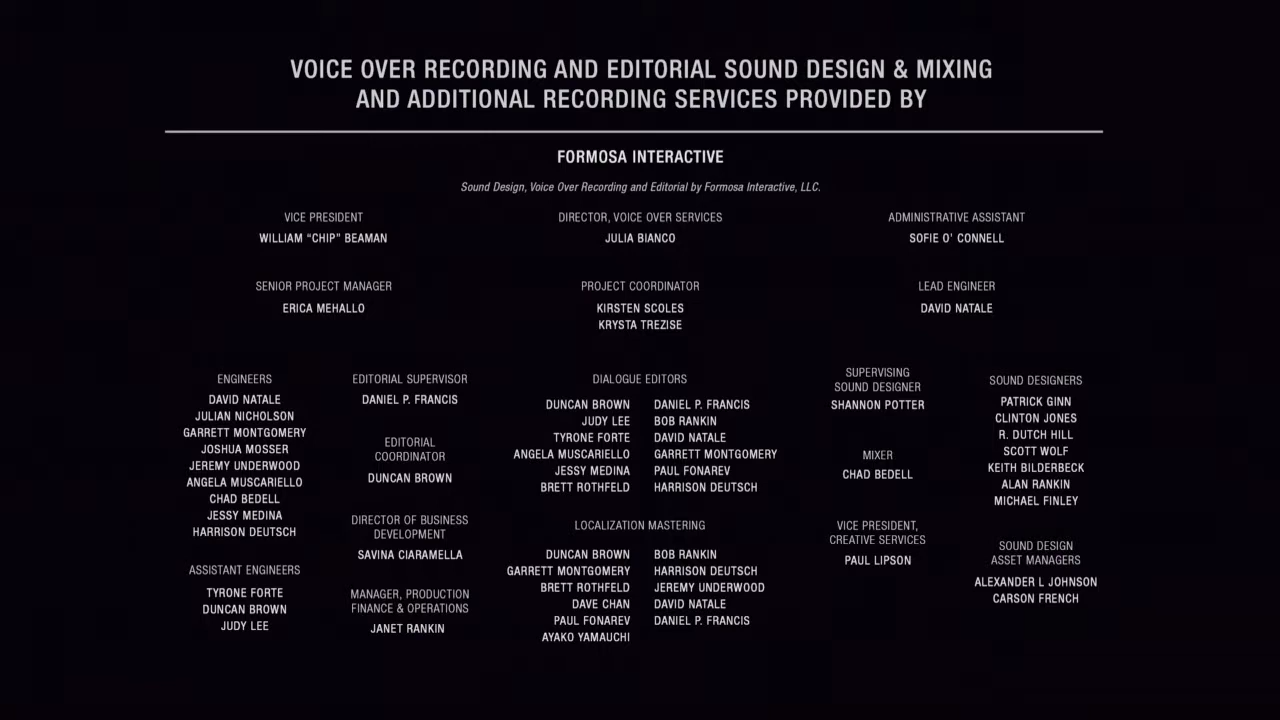 VOICE OVER RECORDING AND EDITORIAL SOUND DESIGN & MIXING
AND ADDITIONAL RECORDING SERVICES PROVIDED BY
FORMOSA INTERACTIVE
Sound Design, Voice Over Recording and Editorial by Formosa Interactive, LLC.
VICE PRESIDENT
WILLIAM “CHIP” BEAMAN
DIRECTOR, VOICE OVER SERVICES
JULIA BIANCO
ADMINISTRATIVE ASSISTANT
SOFIE O’ CONNELL
SENIOR PROJECT MANAGER
ERICA MEHALLO
PROJECT COORDINATOR
KIRSTEN SCOLES
KRYSTA TREZISE
LEAD ENGINEER
DAVID NATALE
ENGINEERS
DAVID NATALE
JULIAN NICHOLSON
GARRETT MONTGOMERY
JOSHUA MOSSER
JEREMY UNDERWOOD
ANGELA MUSCARIELLO
CHAD BEDELL
JESSY MEDINA
HARRISON DEUTSCH
ASSISTANT ENGINEERS
TYRONE FORTE
DUNCAN BROWN
JUDY LEE
EDITORIAL SUPERVISOR
DANIEL P. FRANCIS
EDITORIAL
COORDINATOR
DUNCAN BROWN
DIRECTOR OF BUSINESS
DEVELOPMENT
SAVINA CIARAMELLA
MANAGER, PRODUCTION
FINANCE & OPERATIONS
JANET RANKIN
DIALOGUE EDITORS
DUNCAN BROWN DANIEL P. FRANCIS
JUDY LEE BOB RANKIN
TYRONE FORTE DAVID NATALE
ANGELA MUSCARIELLO GARRETT MONTGOMERY
JESSY MEDINA PAUL FONAREV
BRETT ROTHFELD HARRISON DEUTSCH
LOCALIZATION MASTERING
DUNCAN BROWN BOB RANKIN
GARRETT MONTGOMERY HARRISON DEUTSCH
BRETT ROTHFELD JEREMY UNDERWOOD
DAVE CHAN DAVID NATALE
PAUL FONAREV DANIEL P. FRANCIS
AYAKO YAMAUCHI
SUPERVISING
SOUND DESIGNER
SHANNON POTTER
MIXER
CHAD BEDELL
VICE PRESIDENT,
CREATIVE SERVICES
PAUL LIPSON
SOUND DESIGNERS
PATRICK GINN
CLINTON JONES
R. DUTCH HILL
SCOTT WOLF
KEITH BILDERBECK
ALAN RANKIN
MICHAEL FINLEY
SOUND DESIGN
ASSET MANAGERS
ALEXANDER L JOHNSON
CARSON FRENCH